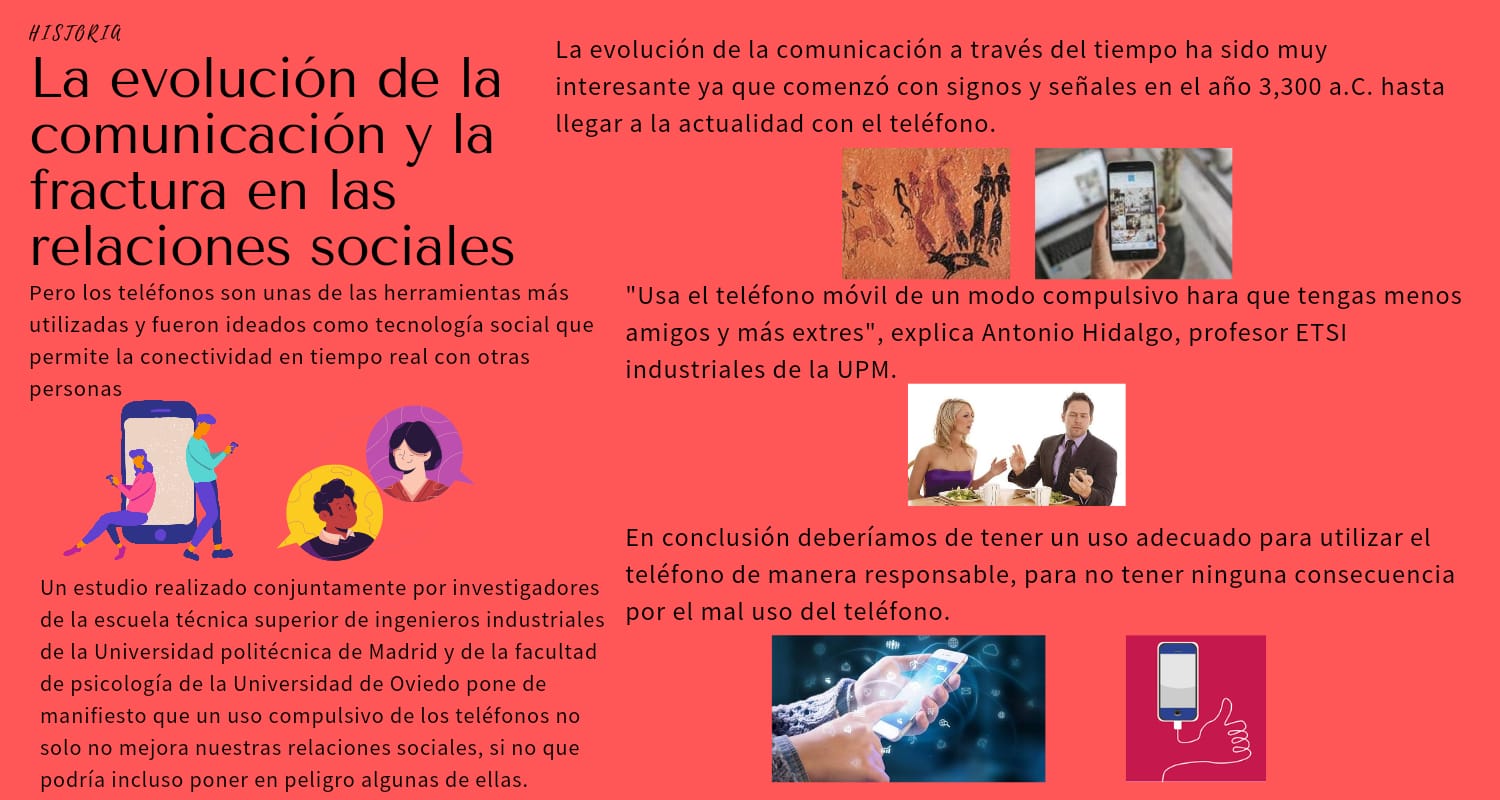 HISTORIA
La evolución de la
comunicación y la
fractura en las
relaciones sociales
La evolución de la comunicación a través del tiempo ha sido muy
interesante ya que comenzó con signos y señales en el año 3,300 a.C. hasta
llegar a la actualidad con el teléfono.
Pero los teléfonos son unas de las herramientas más
utilizadas y fueron ideados como tecnología social que
permite la conectividad en tiempo real con otras
personas
Un estudio realizado conjuntamente por investigadores
de la escuela técnica superior de ingenieros industriales
de la Universidad politécnica de Madrid y de la facultad
de psicología de la Universidad de Oviedo pone de
manifiesto que un uso compulsivo de los teléfonos no
solo no mejora nuestras relaciones sociales, si no que
podría incluso poner en peligro algunas de ellas.
"Usa el teléfono móvil de un modo compulsivo hara que tengas menos
amigos y más extres", explica Antonio Hidalgo, profesor ETSI
industriales de la UPM.
En conclusión deberíamos de tener un uso adecuado para utilizar el
teléfono de manera responsable, para no tener ninguna consecuencia
por el mal uso del teléfono.